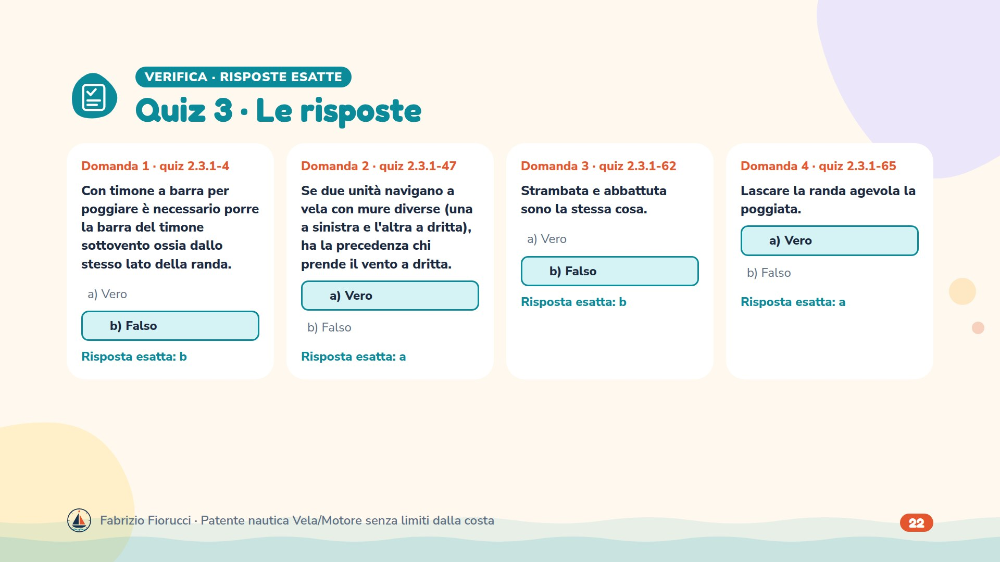 VERIFICA · RISPOSTE ESATTE
Quiz 3 · Le risposte
Domanda 1 · quiz 2.3.1-4
Con timone a barra per
poggiare è necessario porre
la barra del timone
sottovento ossia dallo
stesso lato della randa.
a) Vero
b) Falso
Risposta esatta: b
Domanda 2 · quiz 2.3.1-47
Se due unità navigano a
vela con mure diverse (una
a sinistra e l'altra a dritta),
ha la precedenza chi
prende il vento a dritta.
a) Vero
b) Falso
Risposta esatta: a
Domanda 3 · quiz 2.3.1-62
Strambata e abbattuta
sono la stessa cosa.
a) Vero
b) Falso
Risposta esatta: b
Domanda 4 · quiz 2.3.1-65
Lascare la randa agevola la
poggiata.
a) Vero
b) Falso
Risposta esatta: a
Fabrizio Fiorucci · Patente nautica Vela/Motore senza limiti dalla costa
22